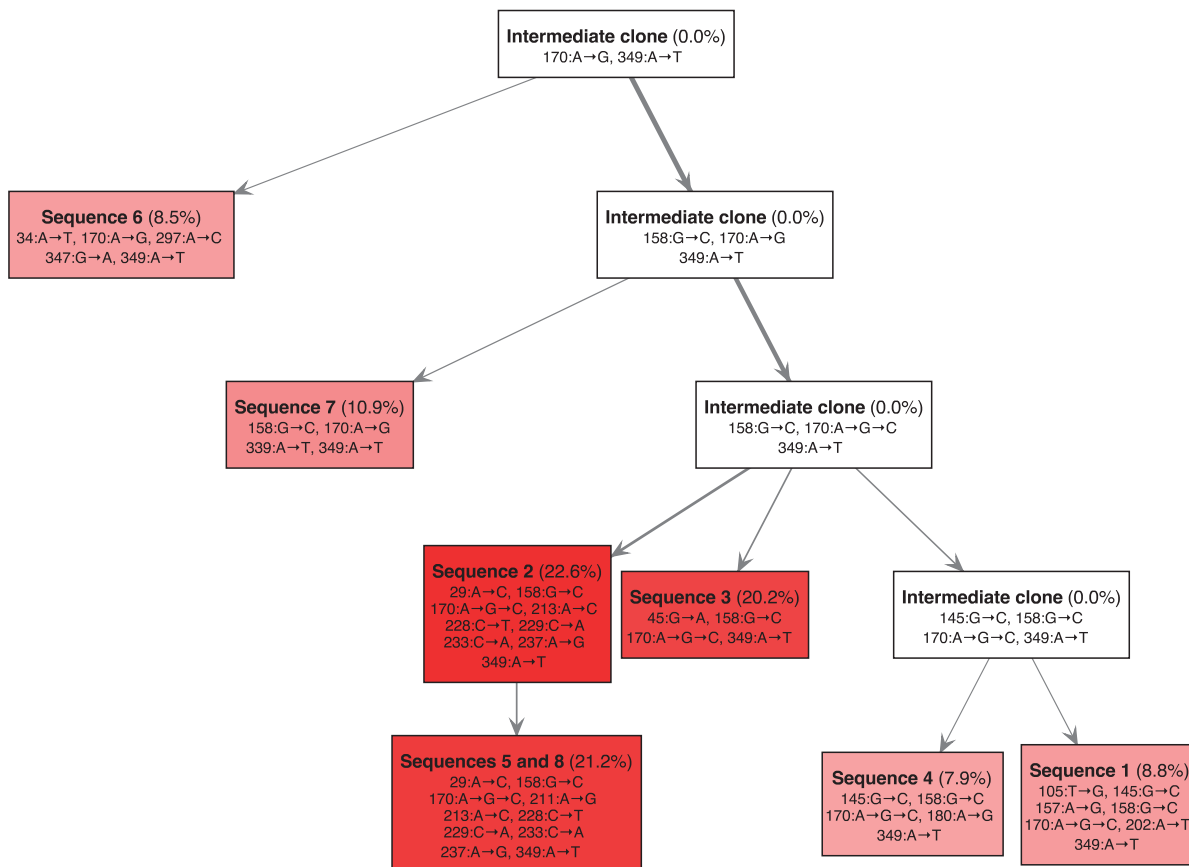 Intermediate clone (0.0%)
170:A→G, 349:A→T
Sequence 6 (8.5%)
34:A→T, 170:A→G, 297:A→C
347:G→A, 349:A→T
Intermediate clone (0.0%)
158:G→C, 170:A→G
349:A→T
Sequence 7 (10.9%)
158:G→C, 170:A→G
339:A→T, 349:A→T
Intermediate clone (0.0%)
158:G→C, 170:A→G→C
349:A→T
Sequence 2 (22.6%)
29:A→C, 158:G→C
170:A→G→C, 213:A→C
228:C→T, 229:C→A
233:C→A, 237:A→G
349:A→T
Sequence 3 (20.2%)
45:G→A, 158:G→C
170:A→G→C, 349:A→T
Intermediate clone (0.0%)
145:G→C, 158:G→C
170:A→G→C, 349:A→T
Sequences 5 and 8 (21.2%)
29:A→C, 158:G→C
170:A→G→C, 211:A→G
213:A→C, 228:C→T
229:C→A, 233:C→A
237:A→G, 349:A→T
Sequence 4 (7.9%)
145:G→C, 158:G→C
170:A→G→C, 180:A→G
349:A→T
Sequence 1 (8.8%)
105:T→G, 145:G→C
157:A→G, 158:G→C
170:A→G→C, 202:A→T
349:A→T